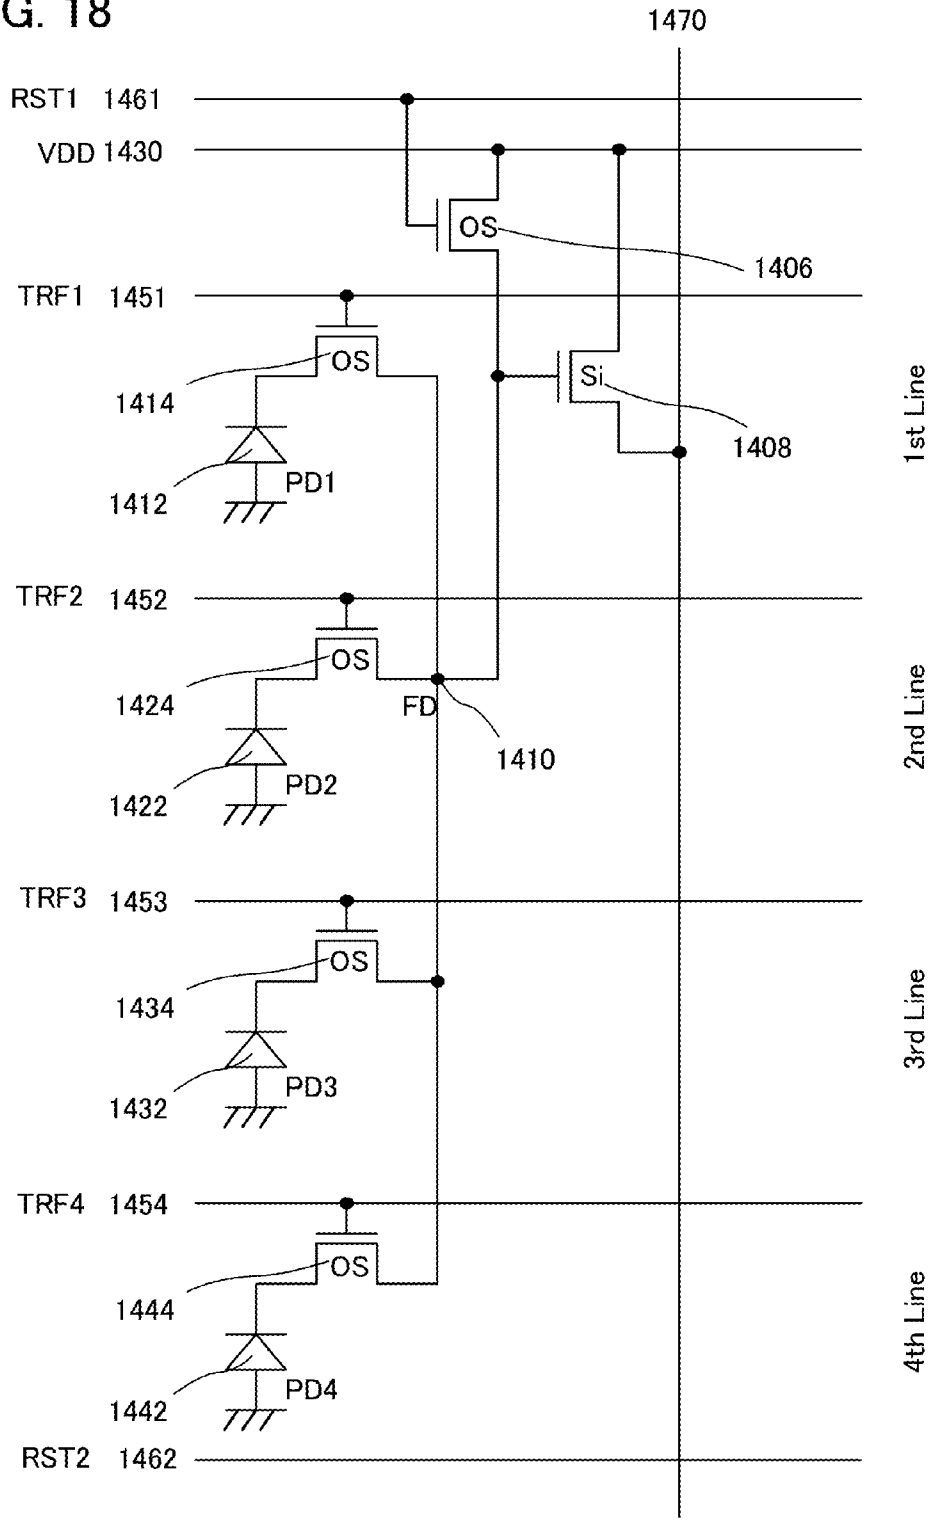 G. 18
1470
RST1 1461
VDD 1430
OS
1406
TRF1 1451
OS
Si
1414
1408
1st Line
PD1
1412
TRF2 1452
OS
1424
FD
1410
2nd Line
PD2
1422
TRF3 1453
OS
1434
3rd Line
PD3
1432
TRF4 1454
OS
1444
4th Line
PD4
1442
RST2 1462